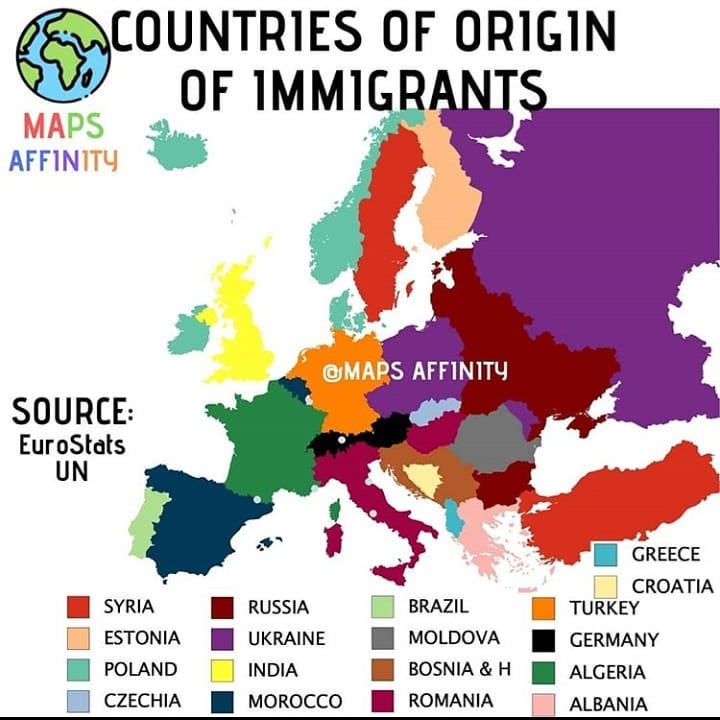 COUNTRIES OF ORIGIN
OF IMMIGRANTS
MAPS
AFFINITY
@MAPS AFFINITY
SOURCE:
EuroStats
UN
GREECE
CROATIA
SYRIA
RUSSIA
BRAZIL
TURKEY
ESTONIA
UKRAINE
MOLDOVA
GERMANY
POLAND
INDIA
BOSNIA & H
ALGERIA
CZECHIA
MOROCCO
ROMANIA
ALBANIA